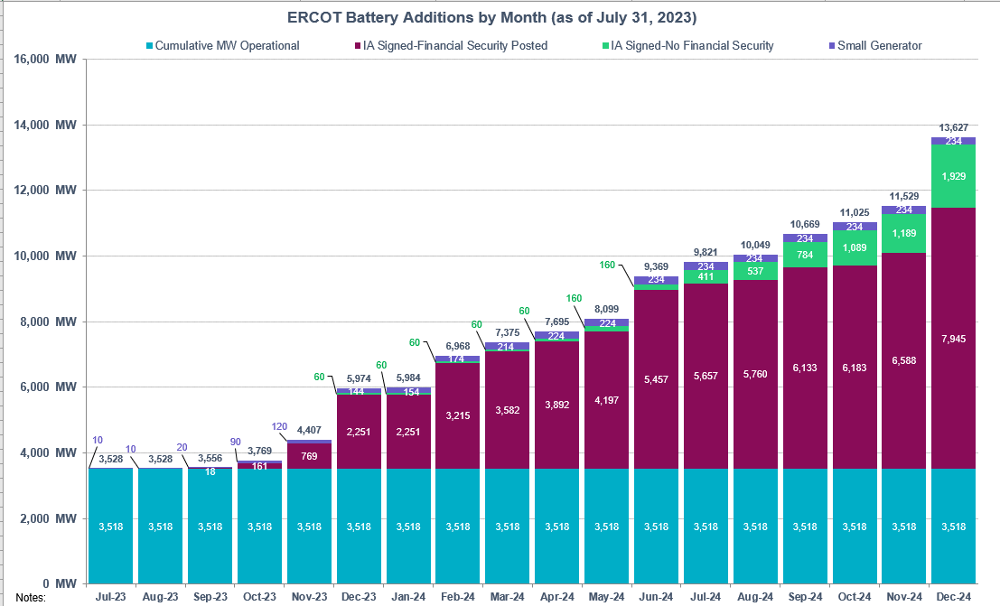 ERCOT Battery Additions by Month (as of July 31, 2023)
Cumulative MW Operational IA Signed-Financial Security Posted IA Signed-No Financial Security Small Generator
16,000 MW
14,000 MW
12,000 MW
10,000 MW
8,000 MW
6,000 MW
4,000 MW
2,000 MW
0 MW
3,528 3,528 3,556 3,769 4,407 5,974 5,984 6,968 7,375 7,695 8,099 9,369 9,821 10,049 10,669 11,025 11,529 13,627
10 10 20 90 120 144 154 174 214 224 224 234 234 234 234 234 234 234
60 60 60 60 60 160 160 411 537 784 1,089 1,189 1,929
18 161 769 2,251 2,251 3,215 3,582 3,892 4,197 5,457 5,657 5,760 6,133 6,183 6,588 7,945
3,518 3,518 3,518 3,518 3,518 3,518 3,518 3,518 3,518 3,518 3,518 3,518 3,518 3,518 3,518 3,518 3,518 3,518
Jul-23 Aug-23 Sep-23 Oct-23 Nov-23 Dec-23 Jan-24 Feb-24 Mar-24 Apr-24 May-24 Jun-24 Jul-24 Aug-24 Sep-24 Oct-24 Nov-24 Dec-24
Notes: